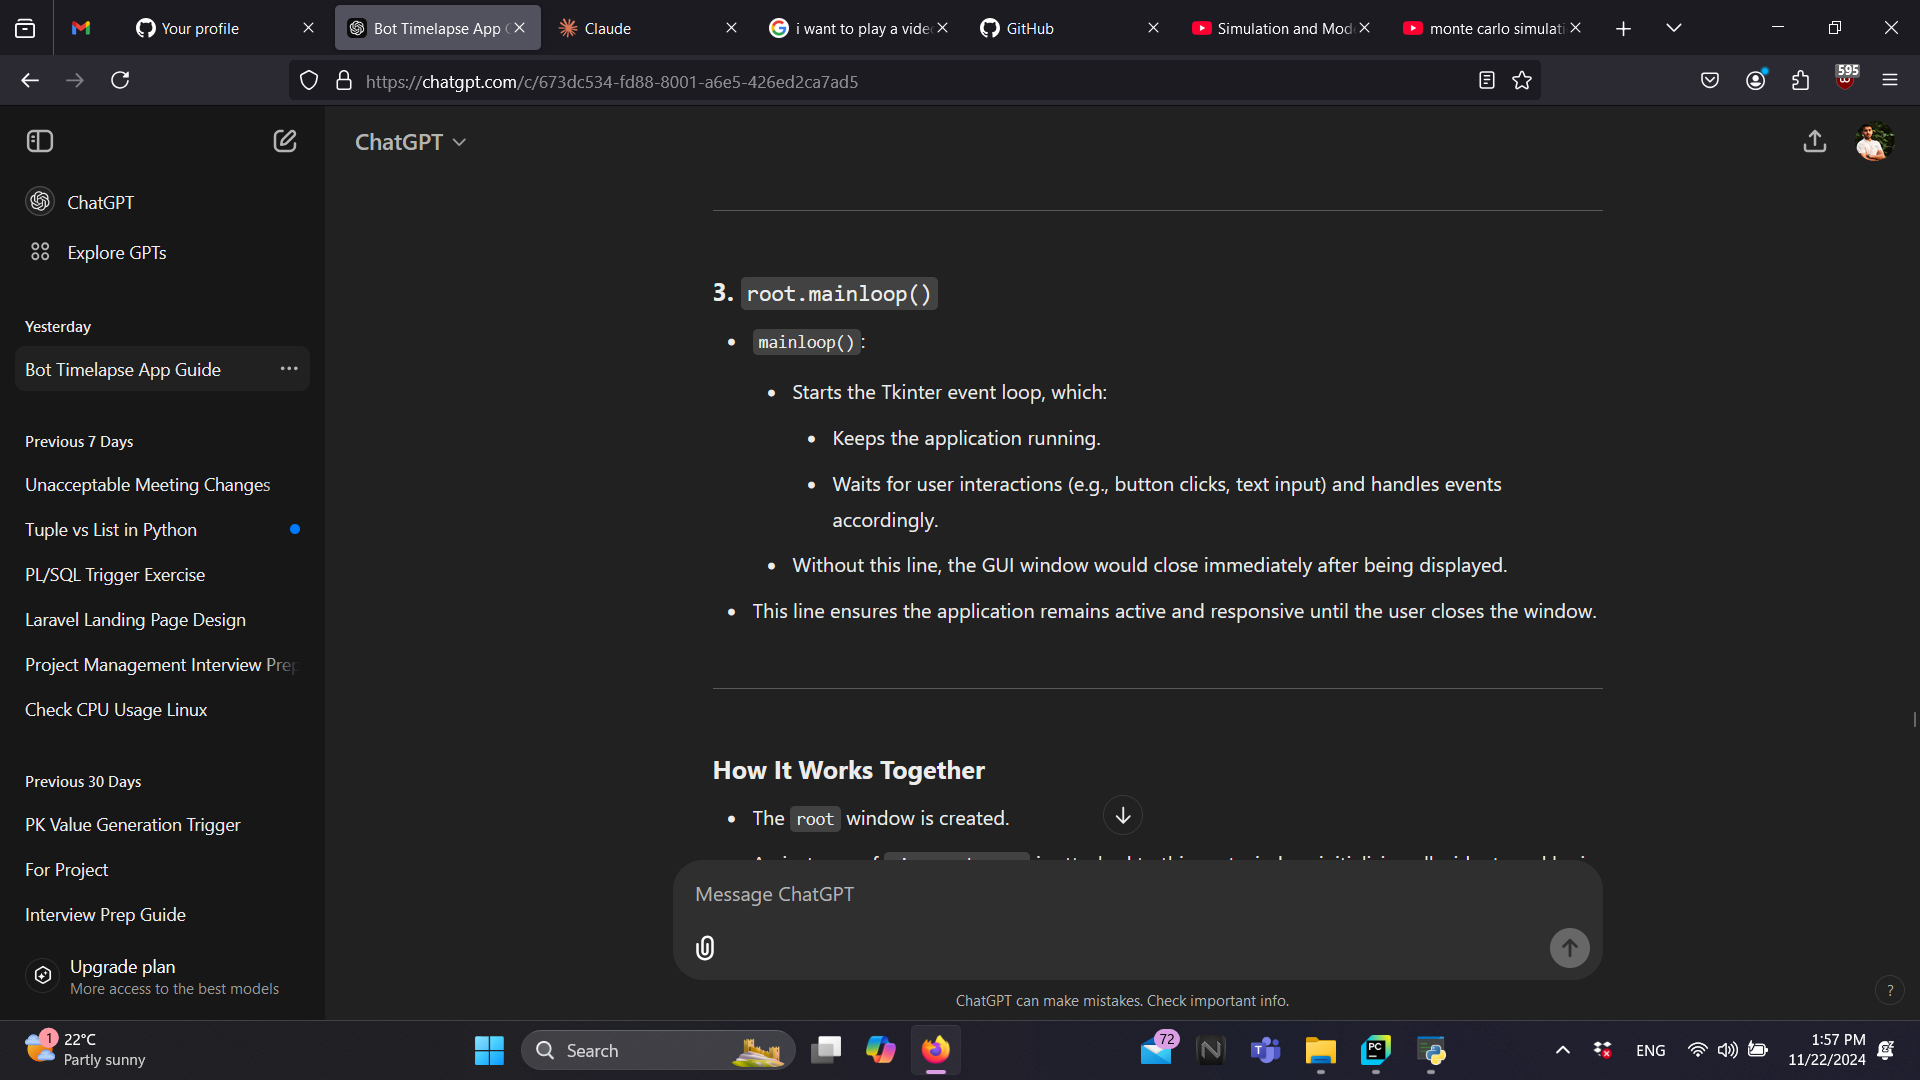 Your profile
Bot Timelapse App
Claude
i want to play a vide
GitHub
Simulation and Mod
monte carlo simulati
https://chatgpt.com/c/673dc534-fd88-8001-a6e5-426ed2ca7ad5
595
ChatGPT
ChatGPT
Explore GPTs
Yesterday
Bot Timelapse App Guide
Previous 7 Days
Unacceptable Meeting Changes
Tuple vs List in Python
PL/SQL Trigger Exercise
Laravel Landing Page Design
Project Management Interview Prep
Check CPU Usage Linux
Previous 30 Days
PK Value Generation Trigger
For Project
Interview Prep Guide
Upgrade plan
More access to the best models
3. root.mainloop()
• mainloop():
• Starts the Tkinter event loop, which:
• Keeps the application running.
• Waits for user interactions (e.g., button clicks, text input) and handles events
accordingly.
• Without this line, the GUI window would close immediately after being displayed.
• This line ensures the application remains active and responsive until the user closes the window.
How It Works Together
• The root window is created.
Message ChatGPT
ChatGPT can make mistakes. Check important info.
?
1
22°C
Partly sunny
Search
72
PC
ENG
1:57 PM
11/22/2024